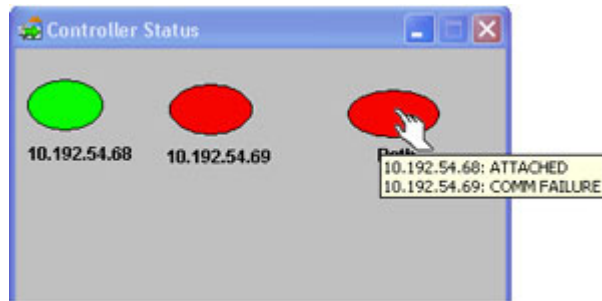 Controller Status
10.192.54.68
10.192.54.69
Both
10.192.54.68: ATTACHED
10.192.54.69: COMM FAILURE